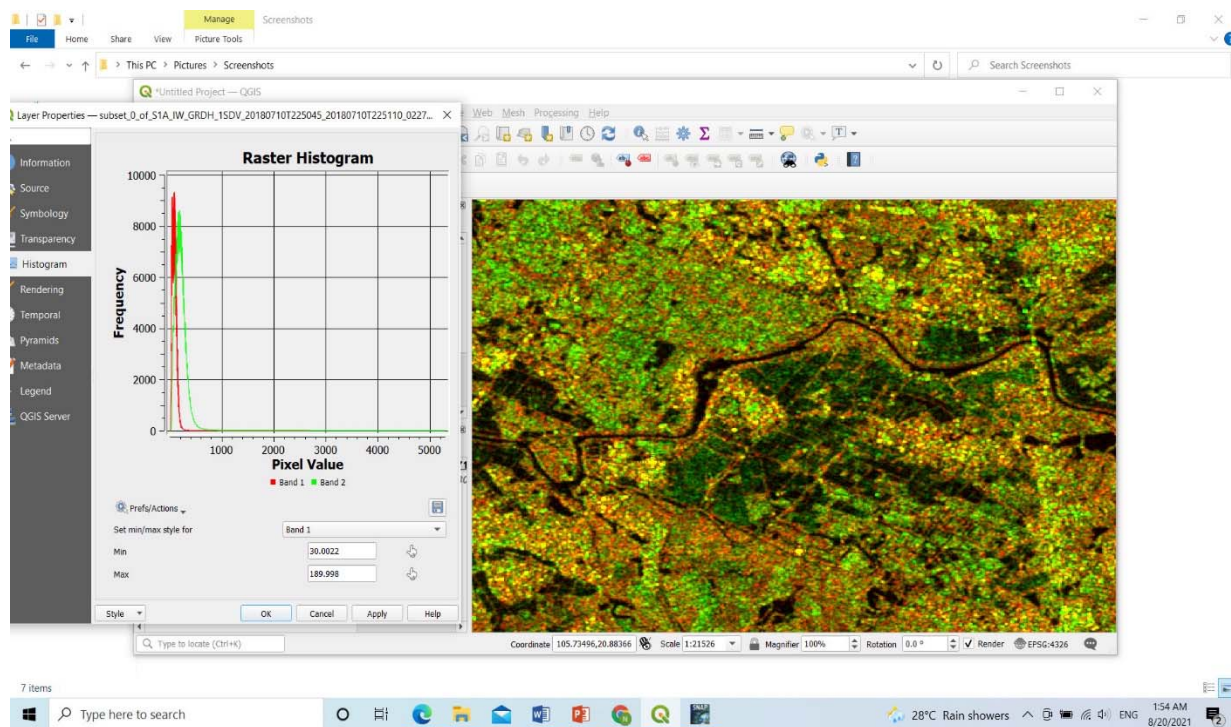 Manage
Screenshots
File
Home
Share
View
Picture Tools
This PC > Pictures > Screenshots
Search Screenshots
*Untitled Project — QGIS
Layer Properties — subset_0_of_S1A_IW_GRDH_1SDV_20180710T225045_20180710T225110_0227...
Web Mesh Processing Help
Information
Source
Symbology
Transparency
Histogram
Rendering
Temporal
Pyramids
Metadata
Legend
QGIS Server
Raster Histogram
10000
8000
6000
4000
2000
0
Frequency
1000 2000 3000 4000 5000
Pixel Value
Band 1 Band 2
Prefs/Actions
Set min/max style for
Band 1
Min
30.0022
Max
189.998
Style
OK
Cancel
Apply
Help
Type to locate (Ctrl+K)
Coordinate 105.73496,20.88366
Scale 1:21526
Magnifier 100%
Rotation 0.0 °
Render
EPSG:4326
7 items
Type here to search
28°C Rain showers
ENG
1:54 AM
8/20/2021